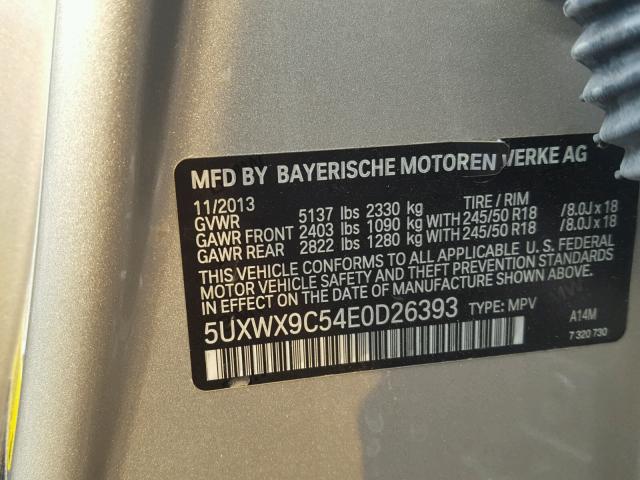 MFD BY BAYERISCHE MOTOREN WERKE AG
11/2013 TIRE / RIM
GVWR 5137 lbs 2330 kg
GAWR FRONT 2403 lbs 1090 kg WITH 245/50 R18 /8.0J x 18
GAWR REAR 2822 lbs 1280 kg WITH 245/50 R18 /8.0J x 18
THIS VEHICLE CONFORMS TO ALL APPLICABLE U. S. FEDERAL
MOTOR VEHICLE SAFETY AND THEFT PREVENTION STANDARDS
IN EFFECT ON THE DATE OF MANUFACTURE SHOWN ABOVE.
5UXWX9C54E0D26393 TYPE: MPV A14M
7 320 730